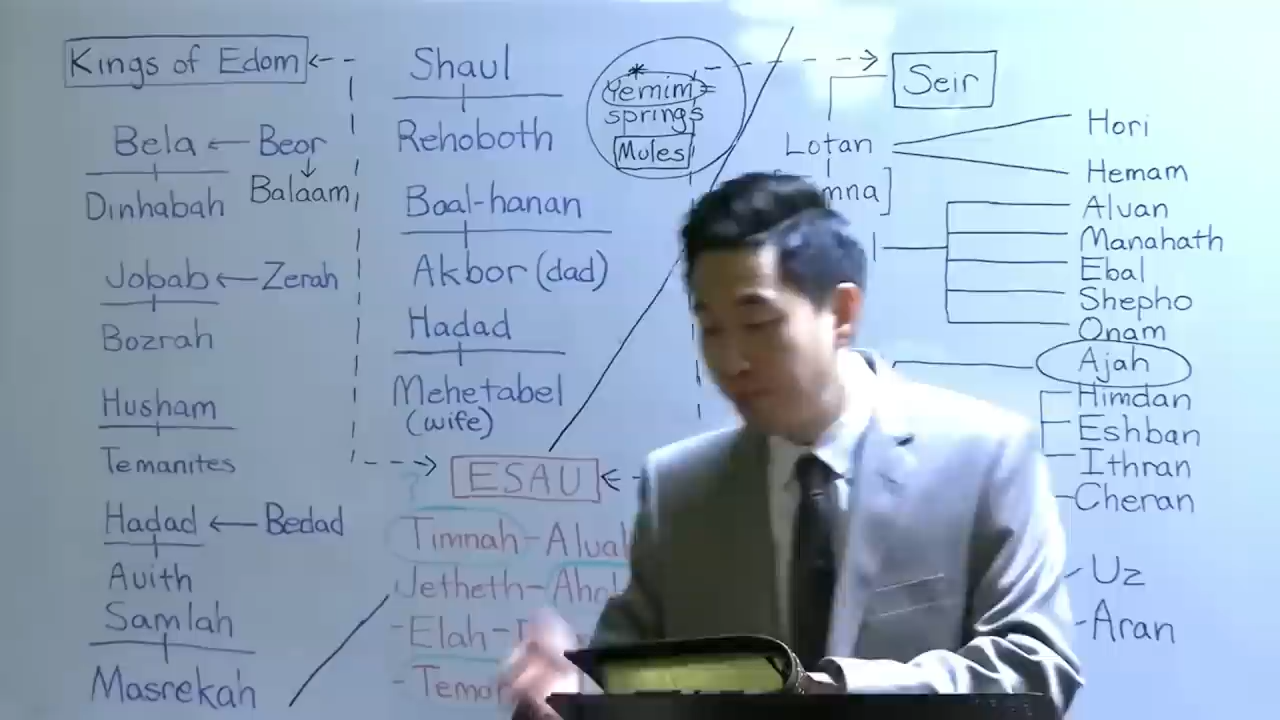 Kings of Edom
Bela ← Beor
Balaam
Dinhabah
Jobab ← Zerah
Bozrah
Husham
Temanites
Hadad ← Bedad
Avith
Samlah
Masrekah
Shaul
Rehoboth
Baal-hanan
Akbor (dad)
Hadad
Mehetabel
(wife)
ESAU
?
Timnah-
Jetheth-
-Elah-
*
Yemim=
springs
Mules
Seir
Lotan
Hori
Hemam
Alvan
Manahath
Ebal
Shepho
Onam
Ajah
Himdan
Eshban
Ithran
Cheran
Uz
Aran